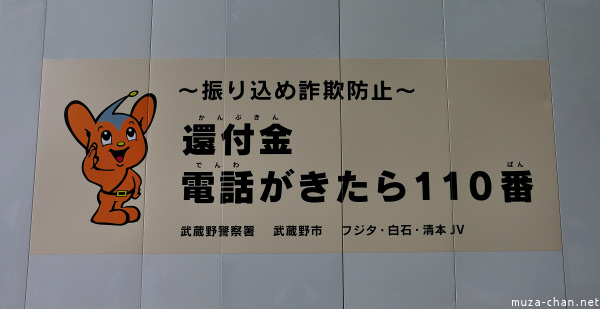 ～振り込め詐欺防止～
かんぷきん
還付金
でんわ ばん
電話がきたら110番
武蔵野警察署 武蔵野市 フジタ・白石・清本JV
muza-chan.net